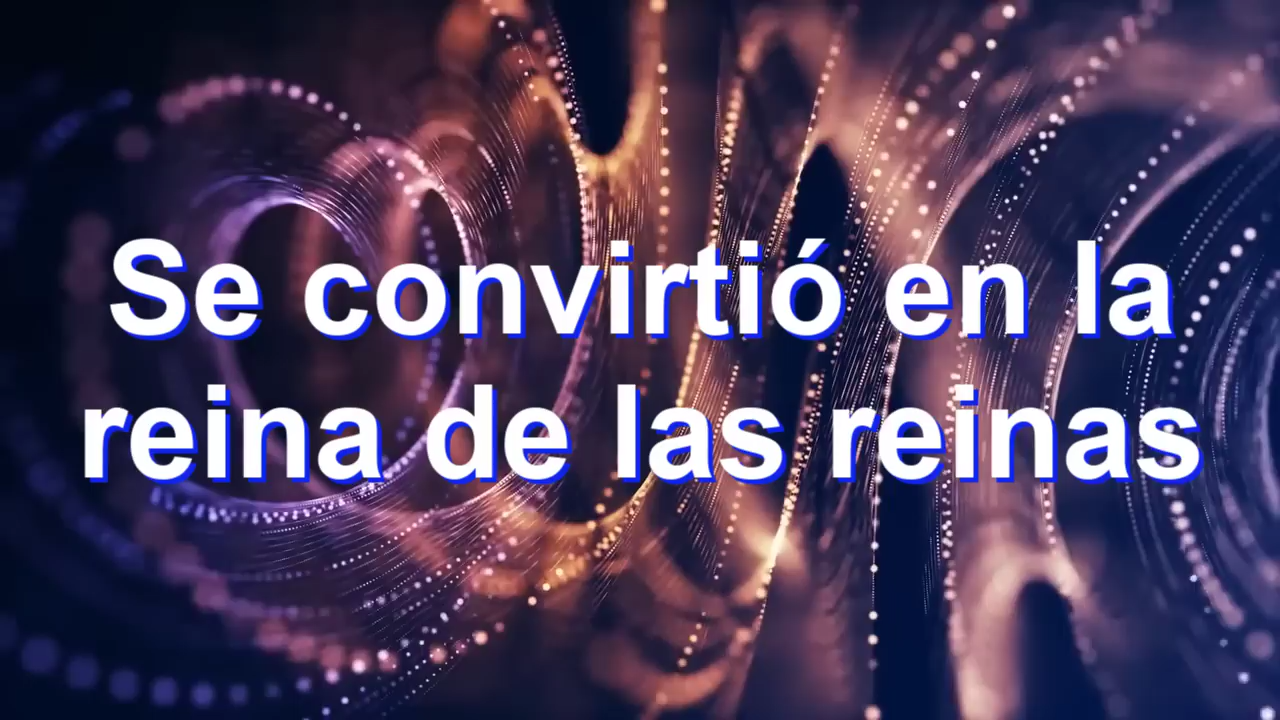 Se convirtió en la
reina de las reinas